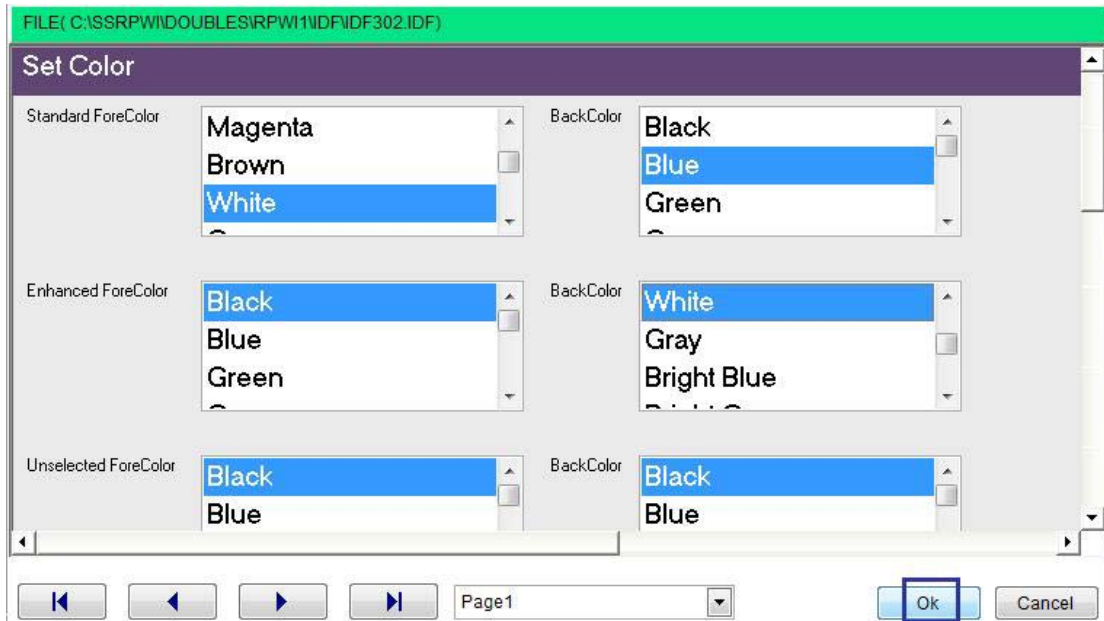 FILE( C:\SSRPWI\DOUBLES\RPWI1\IDF\IDF302.IDF)
Set Color
Standard ForeColor
Magenta
Brown
White
BackColor
Black
Blue
Green
Enhanced ForeColor
Black
Blue
Green
BackColor
White
Gray
Bright Blue
Unselected ForeColor
Black
Blue
BackColor
Black
Blue
Page1
Ok
Cancel